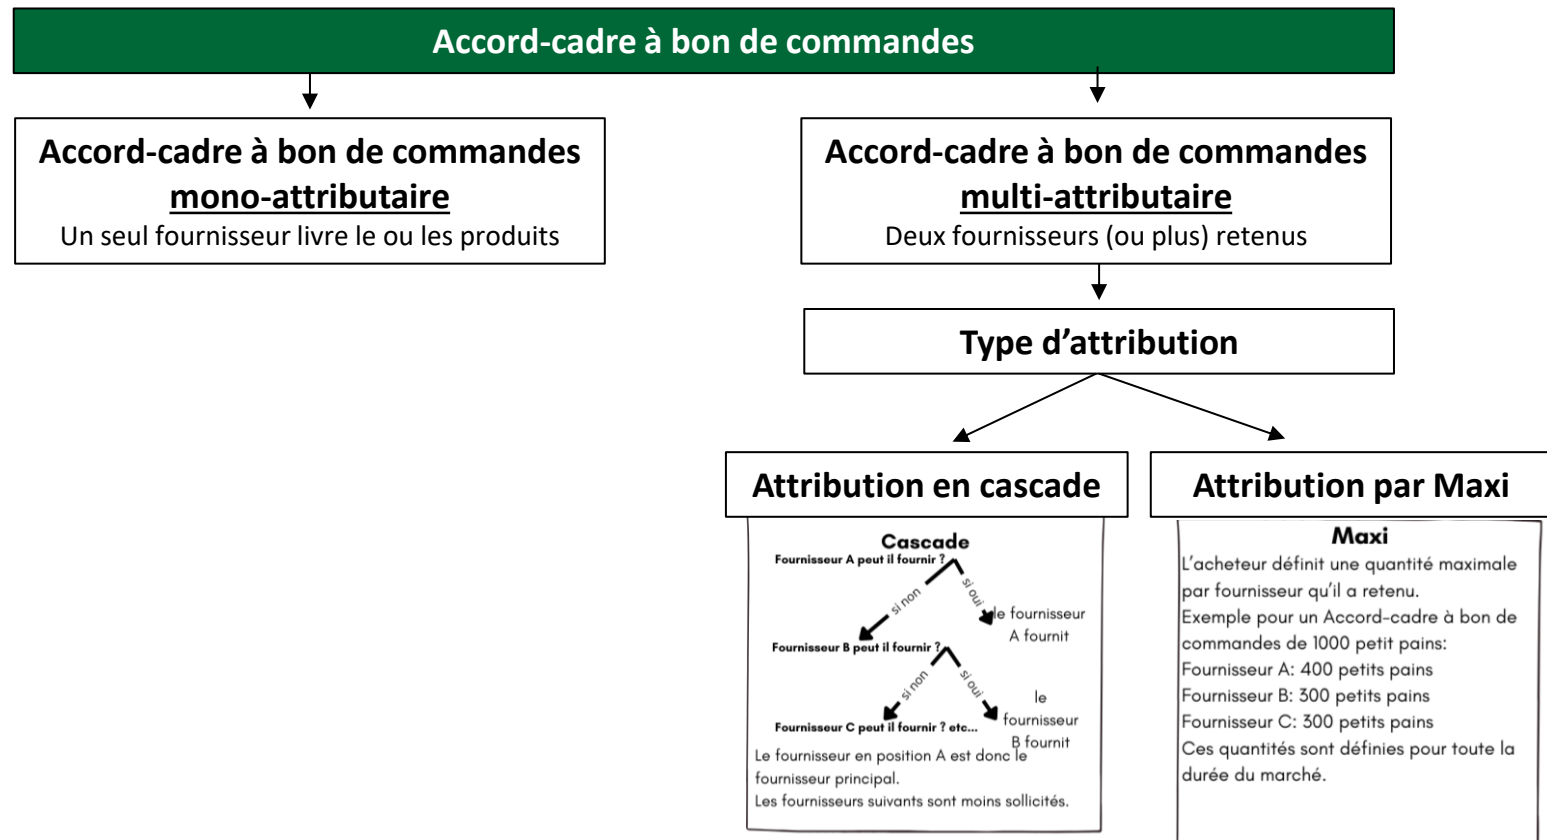 Accord-cadre à bon de commandes
Accord-cadre à bon de commandes
mono-attributaire
Un seul fournisseur livre le ou les produits
Accord-cadre à bon de commandes
multi-attributaire
Deux fournisseurs (ou plus) retenus
Type d’attribution
Attribution en cascade
Cascade
Fournisseur A peut il fournir ?
si non
si oui
le fournisseur
A fournit
Fournisseur B peut il fournir ?
si non
si oui
le
fournisseur
B fournit
Fournisseur C peut il fournir ? etc...
Le fournisseur en position A est donc le
fournisseur principal.
Les fournisseurs suivants sont moins sollicités.
Attribution par Maxi
Maxi
L’acheteur définit une quantité maximale
par fournisseur qu’il a retenu.
Exemple pour un Accord-cadre à bon de
commandes de 1000 petit pains:
Fournisseur A: 400 petits pains
Fournisseur B: 300 petits pains
Fournisseur C: 300 petits pains
Ces quantités sont définies pour toute la
durée du marché.